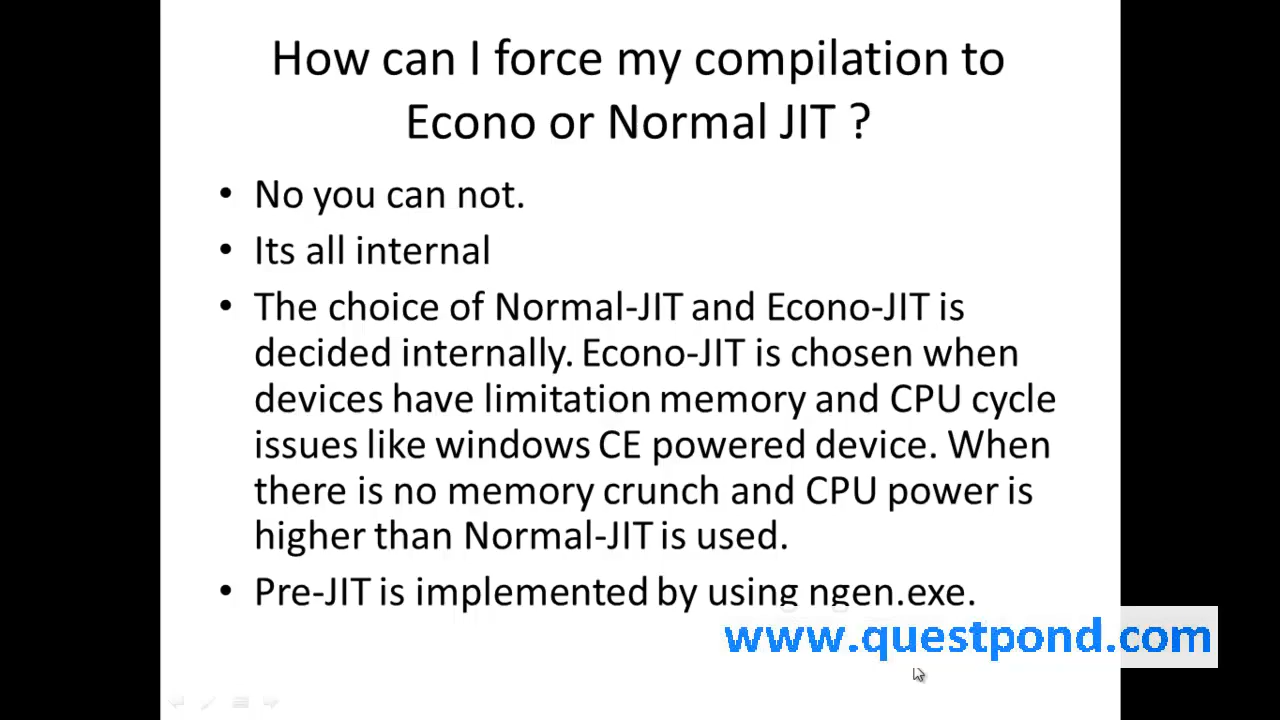 How can I force my compilation to
Econo or Normal JIT ?
• No you can not.
• Its all internal
• The choice of Normal-JIT and Econo-JIT is
decided internally. Econo-JIT is chosen when
devices have limitation memory and CPU cycle
issues like windows CE powered device. When
there is no memory crunch and CPU power is
higher than Normal-JIT is used.
• Pre-JIT is implemented by using ngen.exe.
www.questpond.com